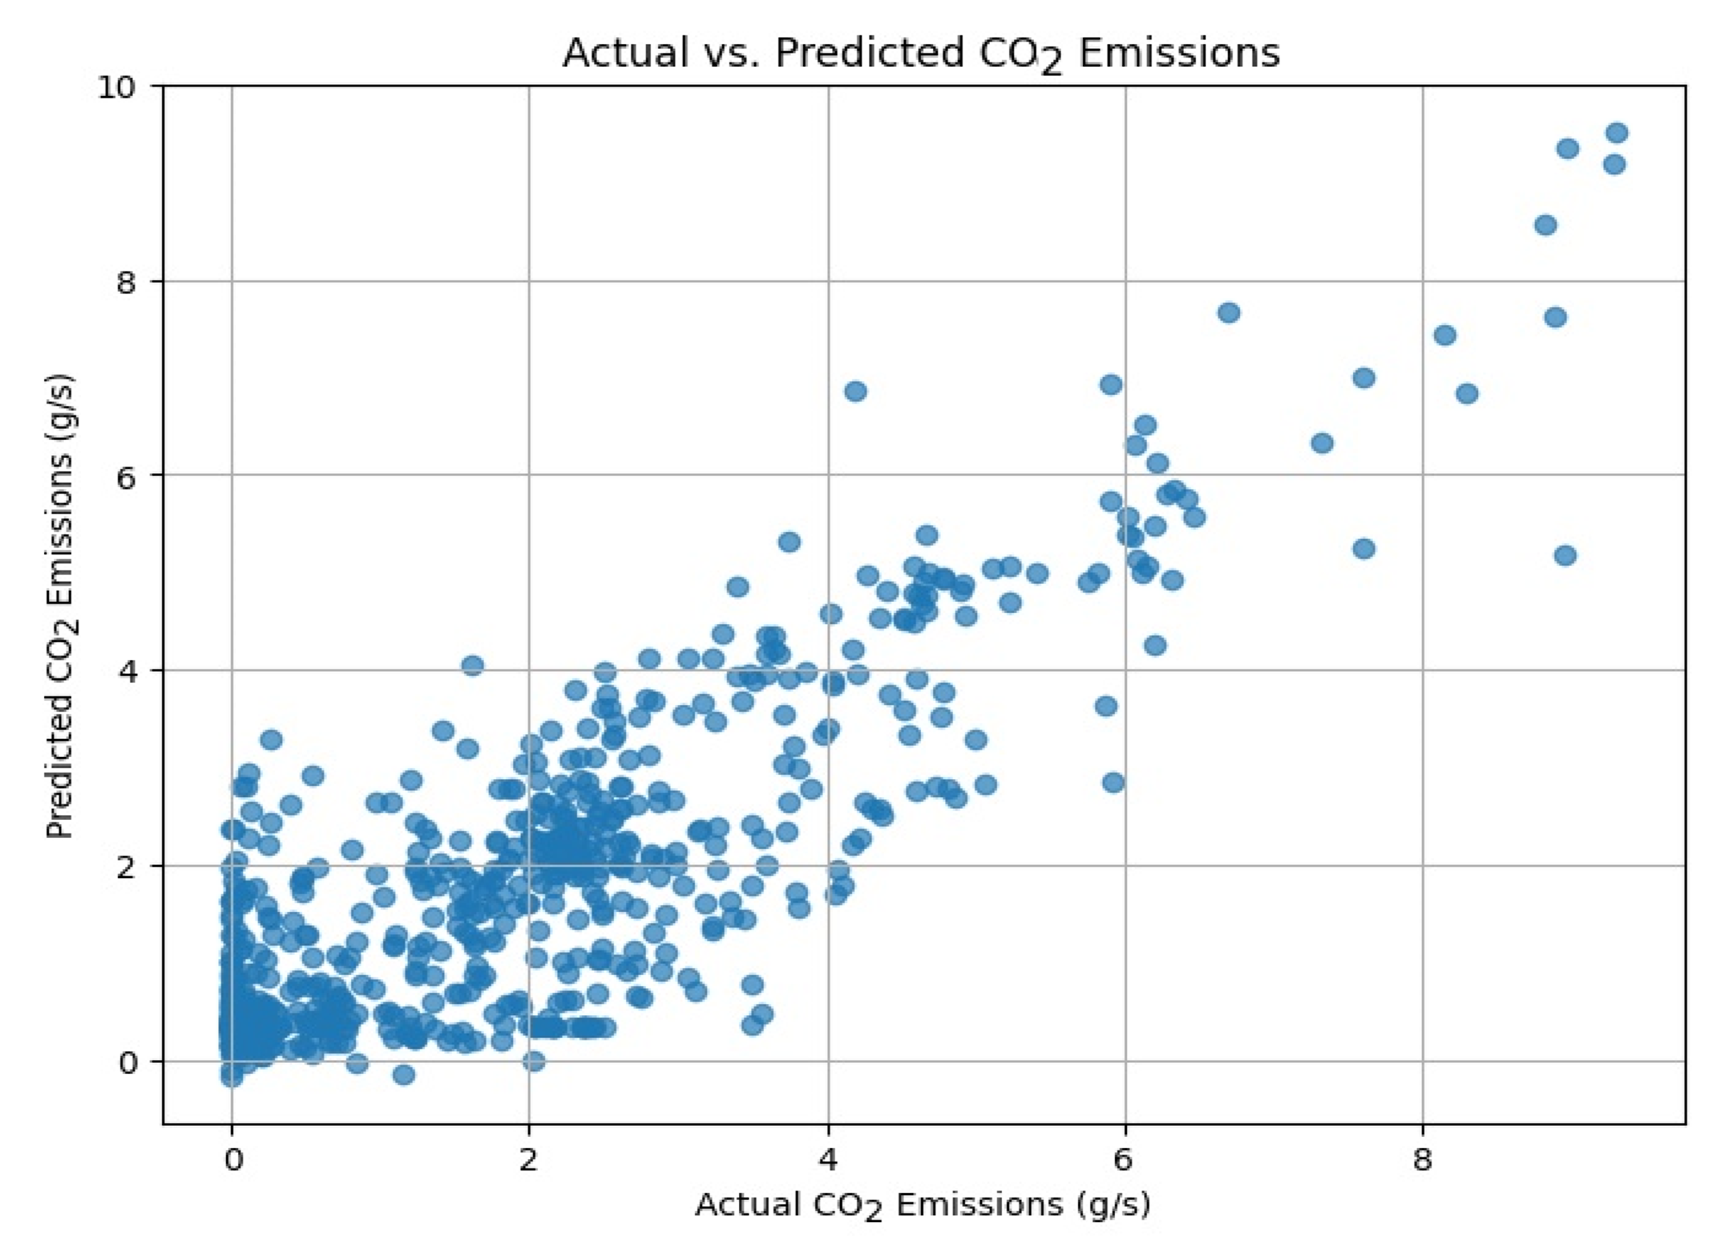 Actual vs. Predicted CO2 Emissions
10
8
6
4
2
0
Predicted CO2 Emissions (g/s)
0 2 4 6 8
Actual CO2 Emissions (g/s)